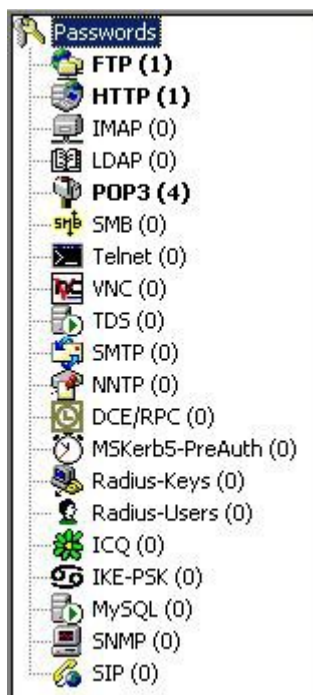 Passwords
FTP (1)
HTTP (1)
IMAP (0)
LDAP (0)
POP3 (4)
SMB (0)
Telnet (0)
VNC (0)
TDS (0)
SMTP (0)
NNTP (0)
DCE/RPC (0)
MSKerb5-PreAuth (0)
Radius-Keys (0)
Radius-Users (0)
ICQ (0)
IKE-PSK (0)
MySQL (0)
SNMP (0)
SIP (0)